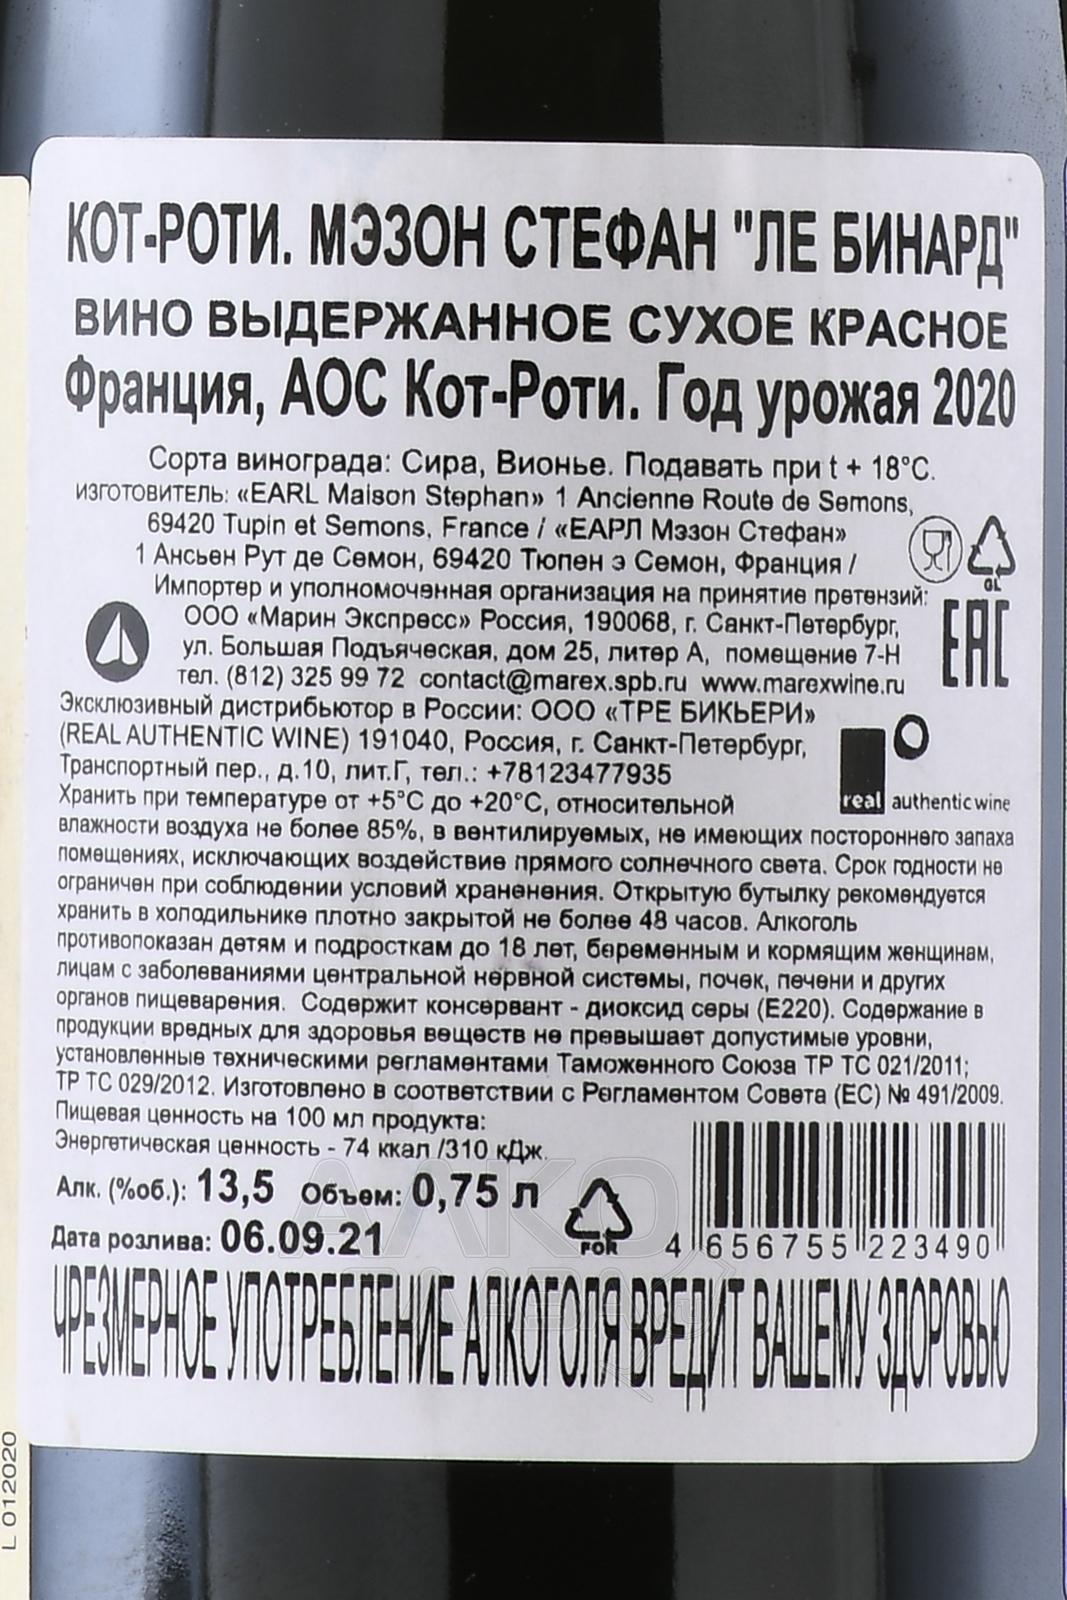 КОТ-РОТИ. МЭЗОН СТЕФАН "ЛЕ БИНАРД"
ВИНО ВЫДЕРЖАННОЕ СУХОЕ КРАСНОЕ
Франция, АОС Кот-Роти. Год урожая 2020
Сорта винограда: Сира, Вионье. Подавать при t + 18°C.
ИЗГОТОВИТЕЛЬ: «EARL Maison Stephan» 1 Ancienne Route de Semons,
69420 Tupin et Semons, France / «ЕАРЛ Мэзон Стефан»
1 Ансьен Рут де Семон, 69420 Тюпен э Семон, Франция /
GL
Импортер и уполномоченная организация на принятие претензий:
ООО «Марин Экспресс» Россия, 190068, г. Санкт-Петербург,
ул. Большая Подъяческая, дом 25, литер А, помещение 7-Н
EAC
тел. (812) 325 99 72 contact@marex.spb.ru www.marexwine.ru
Эксклюзивный дистрибьютор в России: ООО «ТРЕ БИКЬЕРИ»
(REAL AUTHENTIC WINE) 191040, Россия, г. Санкт-Петербург,
Транспортный пер., д.10, лит.Г, тел.: +78123477935
real authentic wine
Хранить при температуре от +5°C до +20°C, относительной
влажности воздуха не более 85%, в вентилируемых, не имеющих постороннего запаха
помещениях, исключающих воздействие прямого солнечного света. Срок годности не
ограничен при соблюдении условий хранения. Открытую бутылку рекомендуется
хранить в холодильнике плотно закрытой не более 48 часов. Алкоголь
противопоказан детям и подросткам до 18 лет, беременным и кормящим женщинам,
лицам с заболеваниями центральной нервной системы, почек, печени и других
органов пищеварения. Содержит консервант - диоксид серы (E220). Содержание в
продукции вредных для здоровья веществ не превышает допустимые уровни,
установленные техническими регламентами Таможенного Союза ТР ТС 021/2011;
ТР ТС 029/2012. Изготовлено в соответствии с Регламентом Совета (ЕС) № 491/2009.
Пищевая ценность на 100 мл продукта:
Энергетическая ценность - 74 ккал /310 кДж.
Алк. (%об.): 13,5 Объем: 0,75 л
Дата розлива: 06.09.21
FOR
4 656755 223490
ЧРЕЗМЕРНОЕ УПОТРЕБЛЕНИЕ АЛКОГОЛЯ ВРЕДИТ ВАШЕМУ ЗДОРОВЬЮ
L 012020